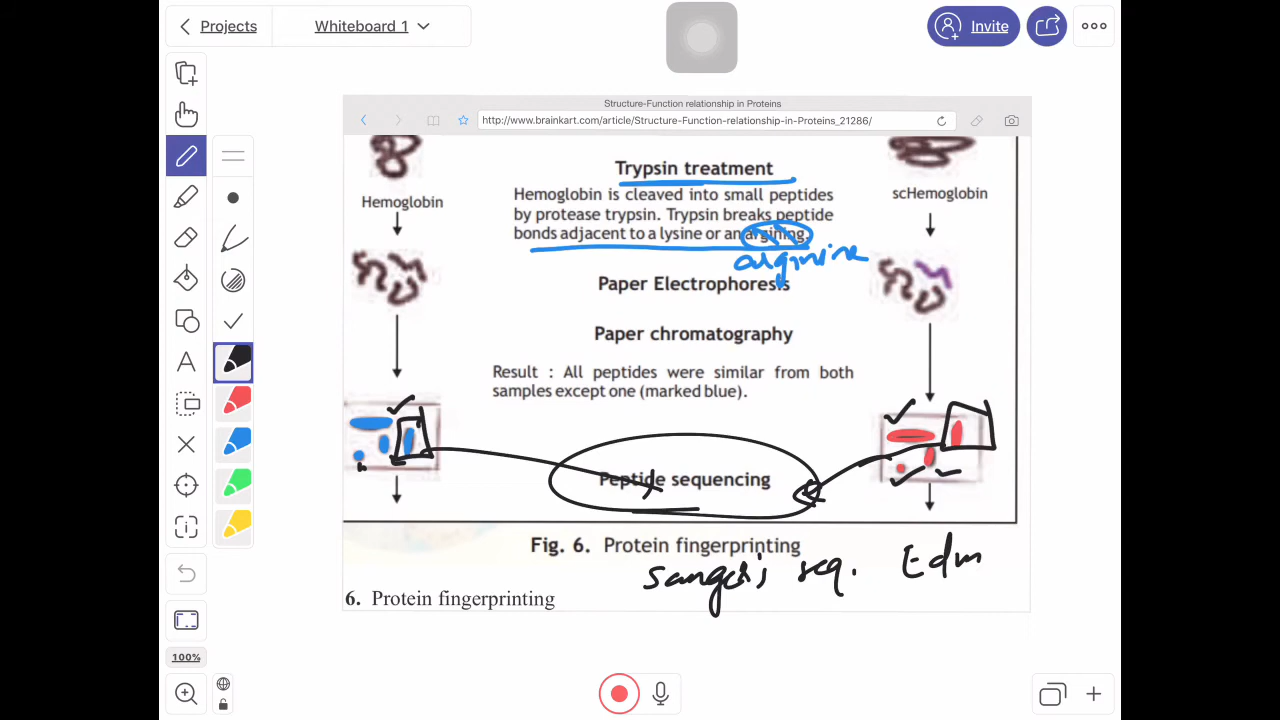 Projects
Whiteboard 1
Invite
Structure-Function relationship in Proteins
http://www.brainkart.com/article/Structure-Function-relationship-in-Proteins_21286/
Trypsin treatment
Hemoglobin is cleaved into small peptides
by protease trypsin. Trypsin breaks peptide
bonds adjacent to a lysine or an argining.
arginine
Hemoglobin
scHemoglobin
Paper Electrophoresis
Paper chromatography
Result : All peptides were similar from both
samples except one (marked blue).
Peptide sequencing
Fig. 6. Protein fingerprinting
Sanger's seq. Edm
6. Protein fingerprinting
A
100%